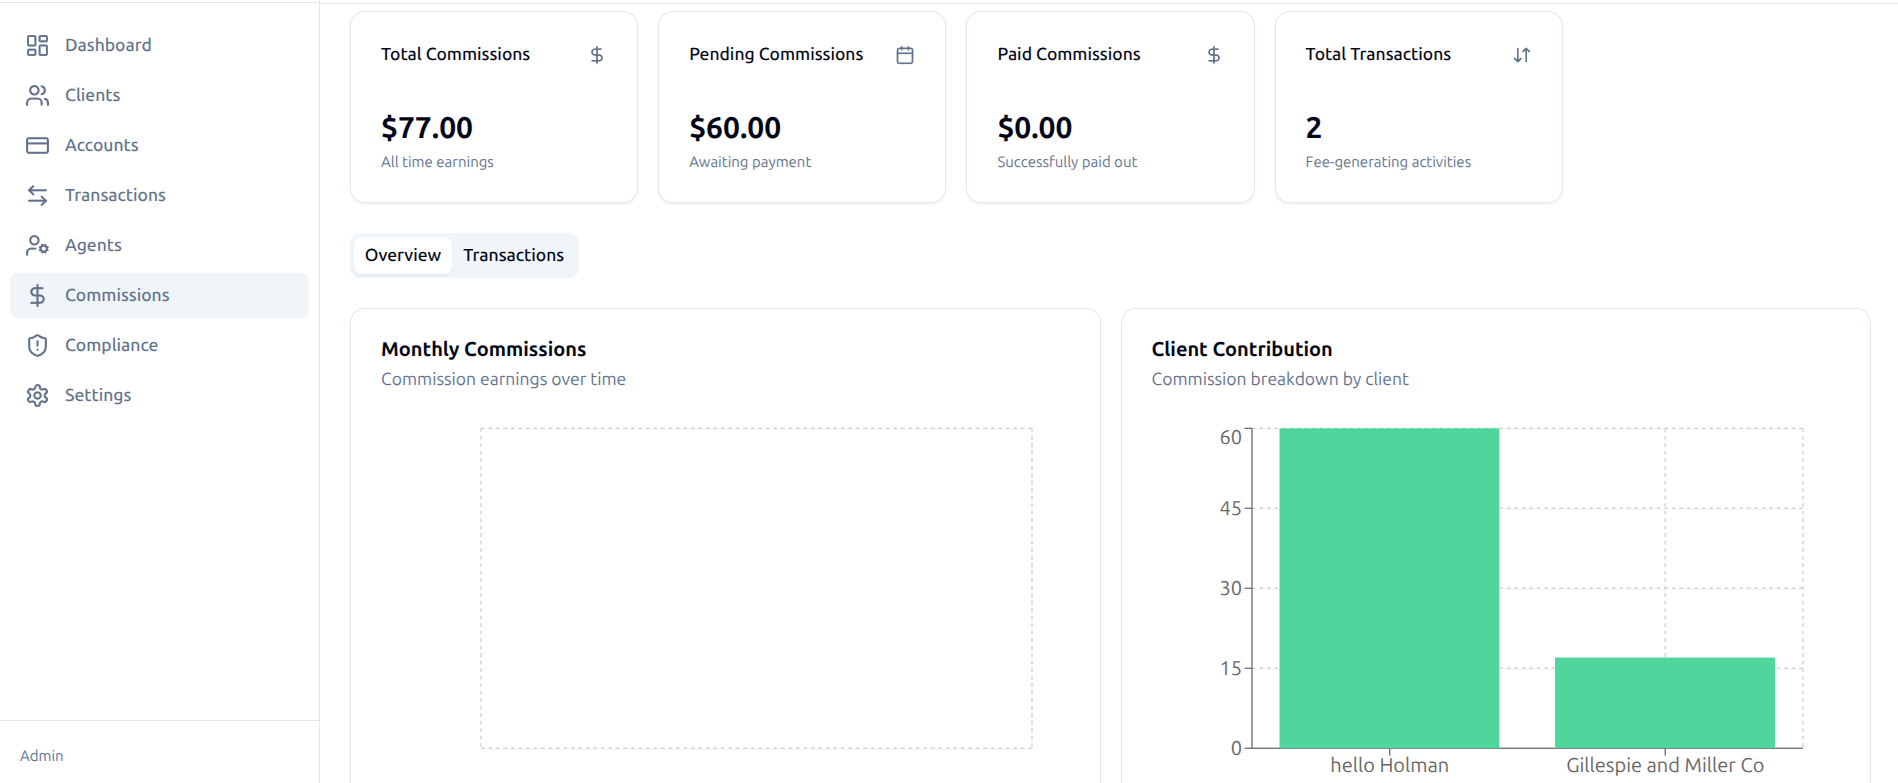 Dashboard
Clients
Accounts
Transactions
Agents
Commissions
Compliance
Settings
Admin
Total Commissions
$77.00
All time earnings
Pending Commissions
$60.00
Awaiting payment
Paid Commissions
$0.00
Successfully paid out
Total Transactions
2
Fee-generating activities
Overview
Transactions
Monthly Commissions
Commission earnings over time
Client Contribution
Commission breakdown by client
60
45
30
15
0
hello Holman
Gillespie and Miller Co